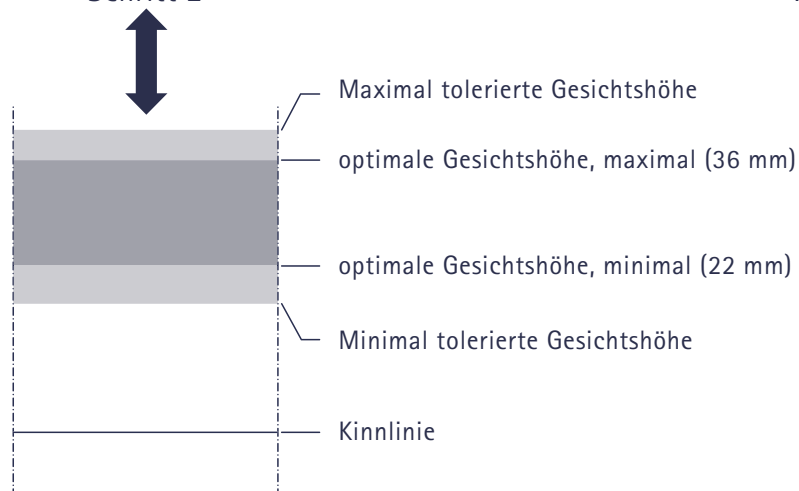 Maximal tolerierte Gesichtshöhe
optimale Gesichtshöhe, maximal (36 mm)
optimale Gesichtshöhe, minimal (22 mm)
Minimal tolerierte Gesichtshöhe
Kinnlinie